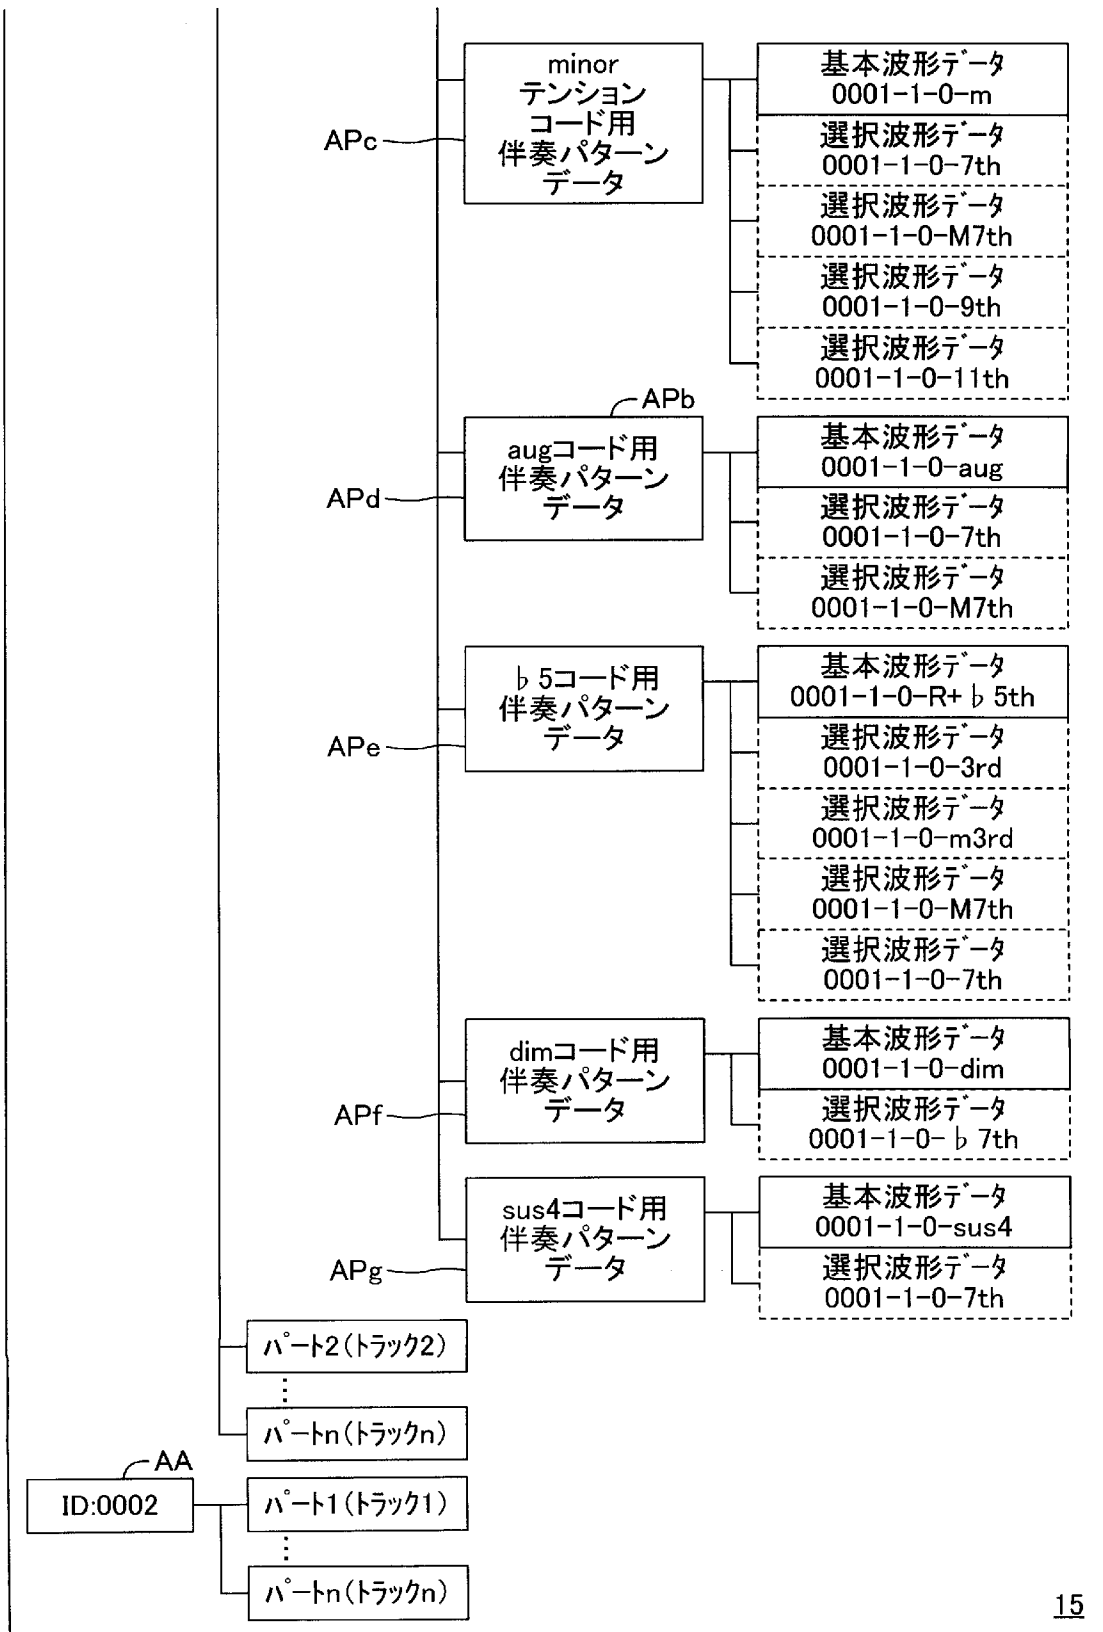 minor
テンション
コード用
伴奏パターン
データ
APc
基本波形データ
0001-1-0-m
選択波形データ
0001-1-0-7th
選択波形データ
0001-1-0-M7th
選択波形データ
0001-1-0-9th
選択波形データ
0001-1-0-11th
APb
augコード用
伴奏パターン
データ
APd
基本波形データ
0001-1-0-aug
選択波形データ
0001-1-0-7th
選択波形データ
0001-1-0-M7th
♭5コード用
伴奏パターン
データ
APe
基本波形データ
0001-1-0-R+♭5th
選択波形データ
0001-1-0-3rd
選択波形データ
0001-1-0-m3rd
選択波形データ
0001-1-0-M7th
選択波形データ
0001-1-0-7th
dimコード用
伴奏パターン
データ
APf
基本波形データ
0001-1-0-dim
選択波形データ
0001-1-0-♭7th
sus4コード用
伴奏パターン
データ
APg
基本波形データ
0001-1-0-sus4
選択波形データ
0001-1-0-7th
パート2(トラック2)
⋮
パートn(トラックn)
AA
ID:0002
パート1(トラック1)
⋮
パートn(トラックn)
15